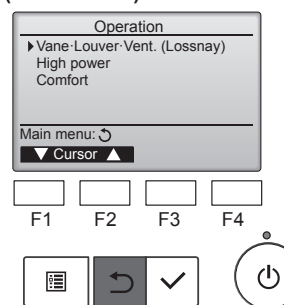 Operation
Vane·Louver·Vent. (Lossnay)
High power
Comfort
Main menu:
Cursor
F1 F2 F3 F4